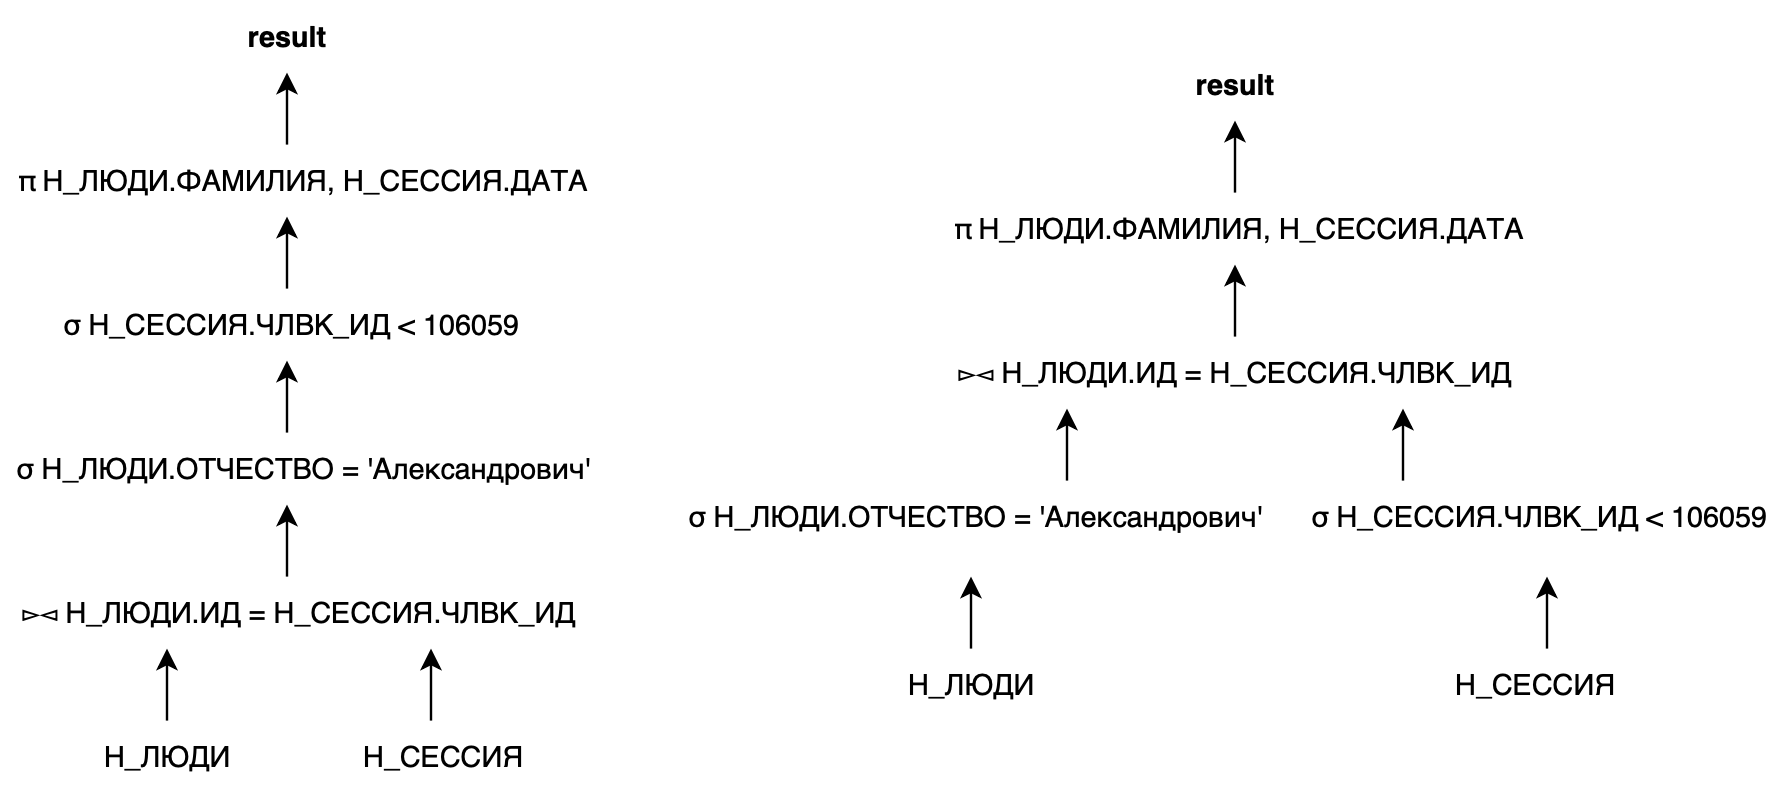 result
π Н_ЛЮДИ.ФАМИЛИЯ, Н_СЕССИЯ.ДАТА
σ Н_СЕССИЯ.ЧЛВК_ИД < 106059
σ Н_ЛЮДИ.ОТЧЕСТВО = 'Александрович'
▻◅ Н_ЛЮДИ.ИД = Н_СЕССИЯ.ЧЛВК_ИД
Н_ЛЮДИ
Н_СЕССИЯ
result
π Н_ЛЮДИ.ФАМИЛИЯ, Н_СЕССИЯ.ДАТА
▻◅ Н_ЛЮДИ.ИД = Н_СЕССИЯ.ЧЛВК_ИД
σ Н_ЛЮДИ.ОТЧЕСТВО = 'Александрович'
σ Н_СЕССИЯ.ЧЛВК_ИД < 106059
Н_ЛЮДИ
Н_СЕССИЯ